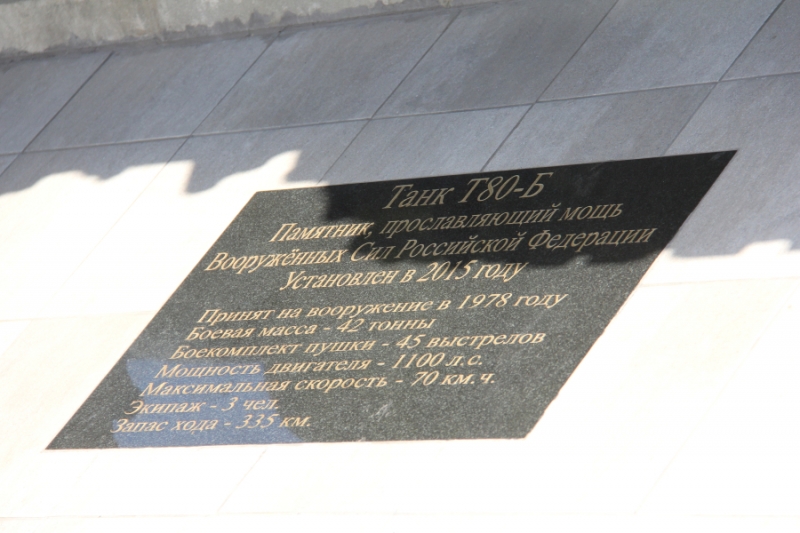 Танк Т80-Б
Памятник, прославляющий мощь
Вооружённых Сил Российской Федерации
Установлен в 2015 году
Принят на вооружение в 1978 году
Боевая масса - 42 тонны
Боекомплект пушки - 45 выстрелов
Мощность двигателя - 1100 л.с.
Максимальная скорость - 70 км.ч.
Экипаж - 3 чел.
Запас хода - 335 км.